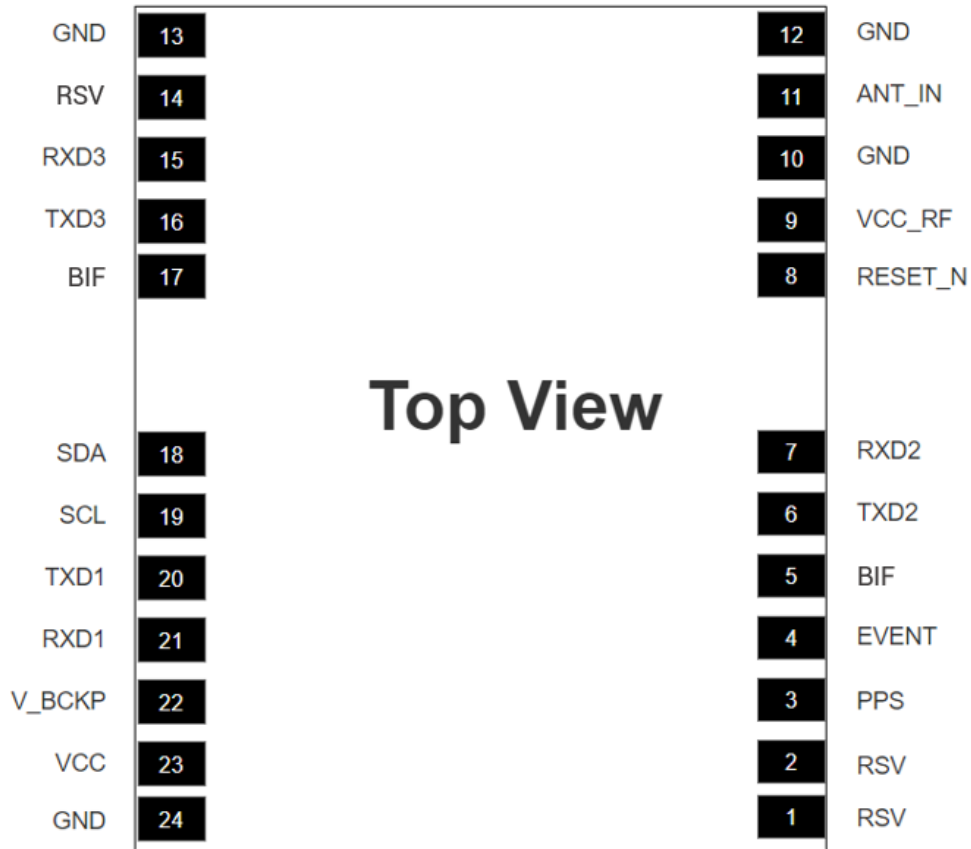 GND 13 12 GND
RSV 14 11 ANT_IN
RXD3 15 10 GND
TXD3 16 9 VCC_RF
BIF 17 8 RESET_N
Top View
SDA 18 7 RXD2
SCL 19 6 TXD2
TXD1 20 5 BIF
RXD1 21 4 EVENT
V_BCKP 22 3 PPS
VCC 23 2 RSV
GND 24 1 RSV